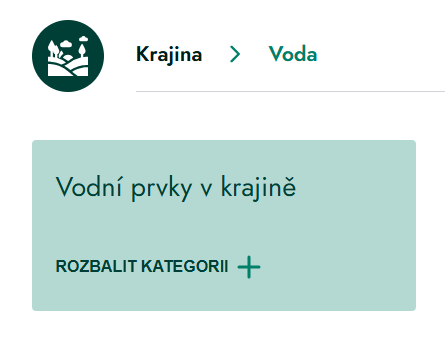 Krajina > Voda
Vodní prvky v krajině
ROZBALIT KATEGORII +